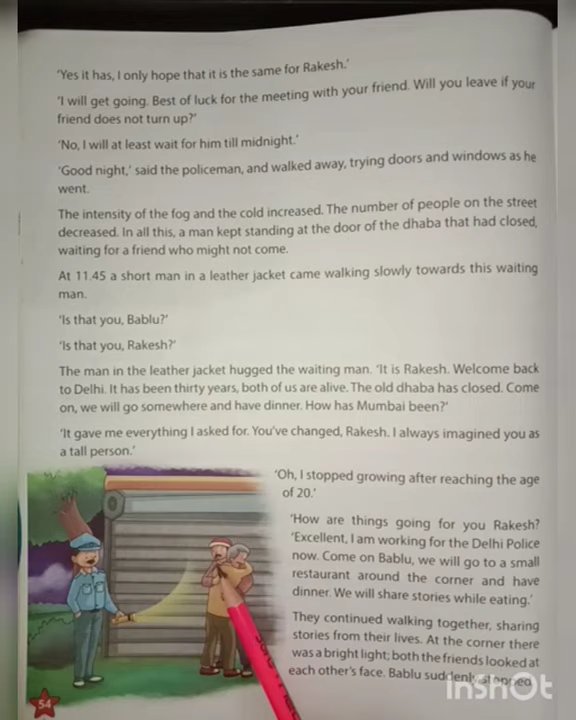 'Yes it has, I only hope that it is the same for Rakesh.'
'I will get going. Best of luck for the meeting with your friend. Will you leave if your
friend does not turn up?'
'No, I will at least wait for him till midnight.'
'Good night,' said the policeman, and walked away, trying doors and windows as he
went.
The intensity of the fog and the cold increased. The number of people on the street
decreased. In all this, a man kept standing at the door of the dhaba that had closed,
waiting for a friend who might not come.
At 11.45 a short man in a leather jacket came walking slowly towards this waiting
man.
'Is that you, Bablu?'
'Is that you, Rakesh?'
The man in the leather jacket hugged the waiting man. 'It is Rakesh. Welcome back
to Delhi. It has been thirty years, both of us are alive. The old dhaba has closed. Come
on, we will go somewhere and have dinner. How has Mumbai been?'
'It gave me everything I asked for. You've changed, Rakesh. I always imagined you as
a tall person.'
'Oh, I stopped growing after reaching the age
of 20.'
'How are things going for you Rakesh?
'Excellent, I am working for the Delhi Police
now. Come on Bablu, we will go to a small
restaurant around the corner and have
dinner. We will share stories while eating.'
They continued walking together, sharing
stories from their lives. At the corner there
was a bright light; both the friends looked at
each other's face. Bablu suddenly stopped
54
InShOt